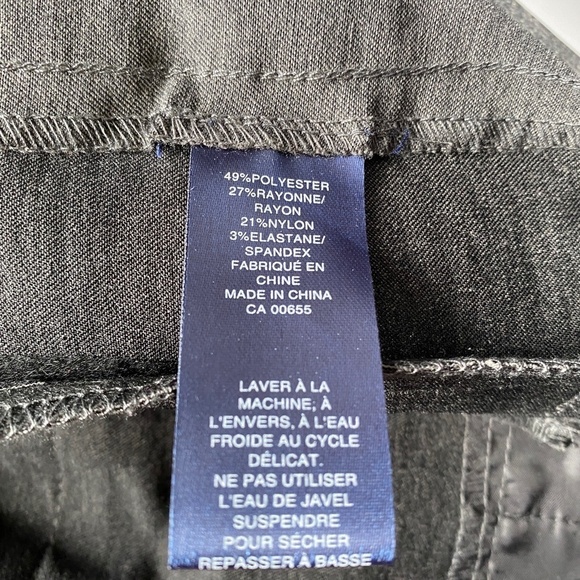 49%POLYESTER
27%RAYONNE/
RAYON
21%NYLON
3%ELASTANE/
SPANDEX
FABRIQUÉ EN
CHINE
MADE IN CHINA
CA 00655
LAVER À LA
MACHINE; À
L'ENVERS, À L'EAU
FROIDE AU CYCLE
DÉLICAT.
NE PAS UTILISER
L'EAU DE JAVEL
SUSPENDRE
POUR SÉCHER
REPASSER À BASSE